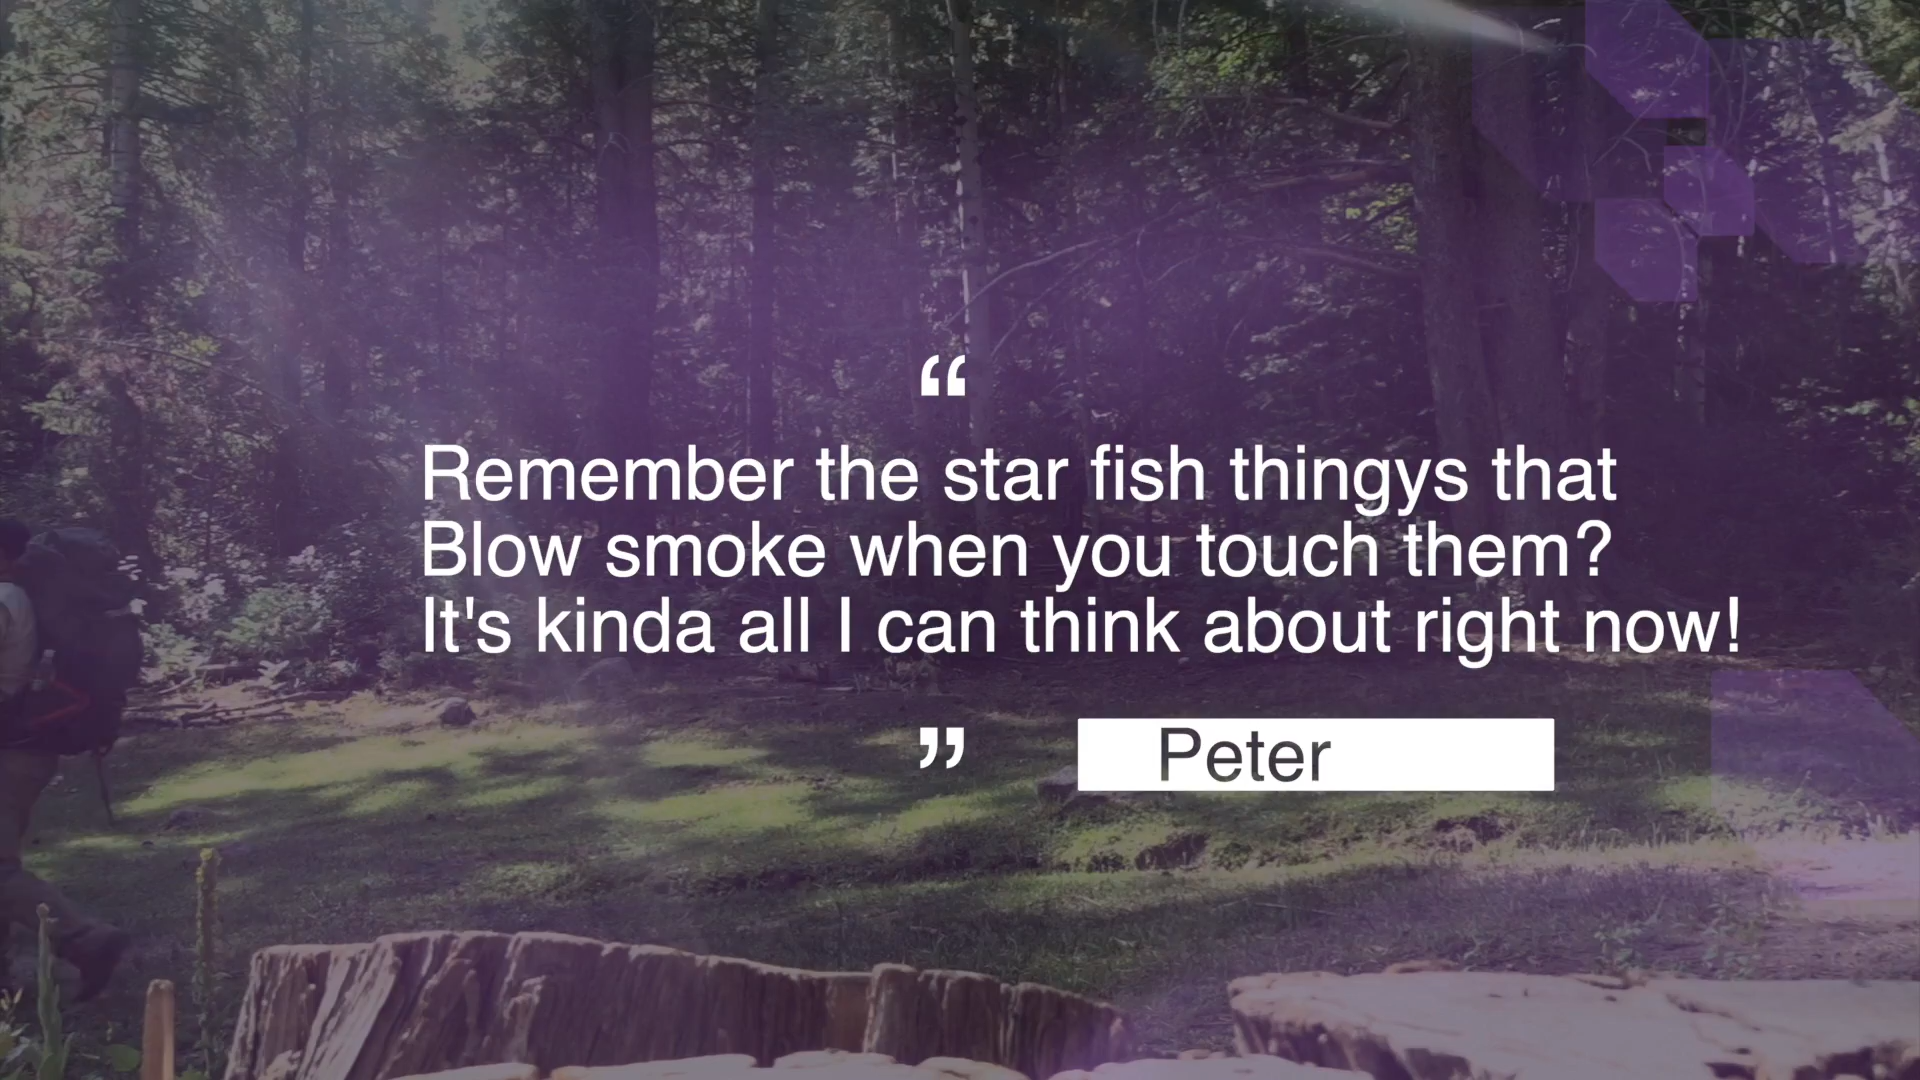 “
Remember the star fish thingys that
Blow smoke when you touch them?
It's kinda all I can think about right now!
”
Peter